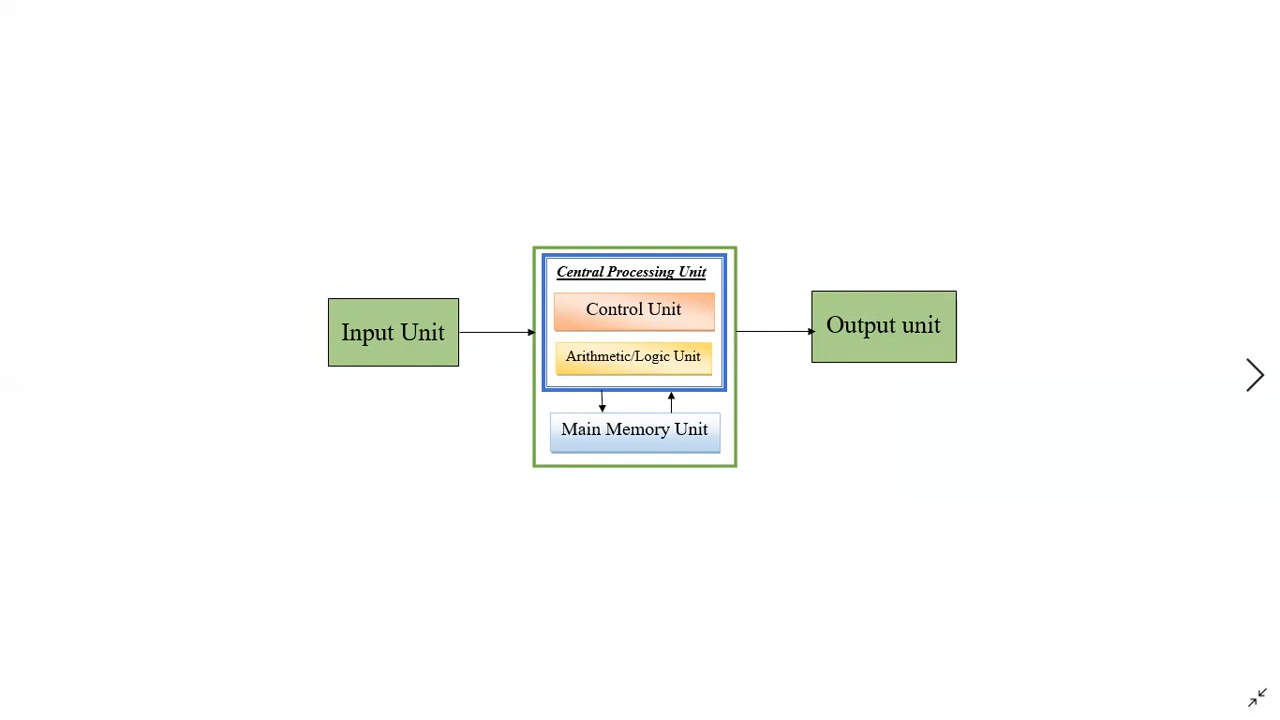 Central Processing Unit
Control Unit
Input Unit
Output unit
Arithmetic/Logic Unit
Main Memory Unit